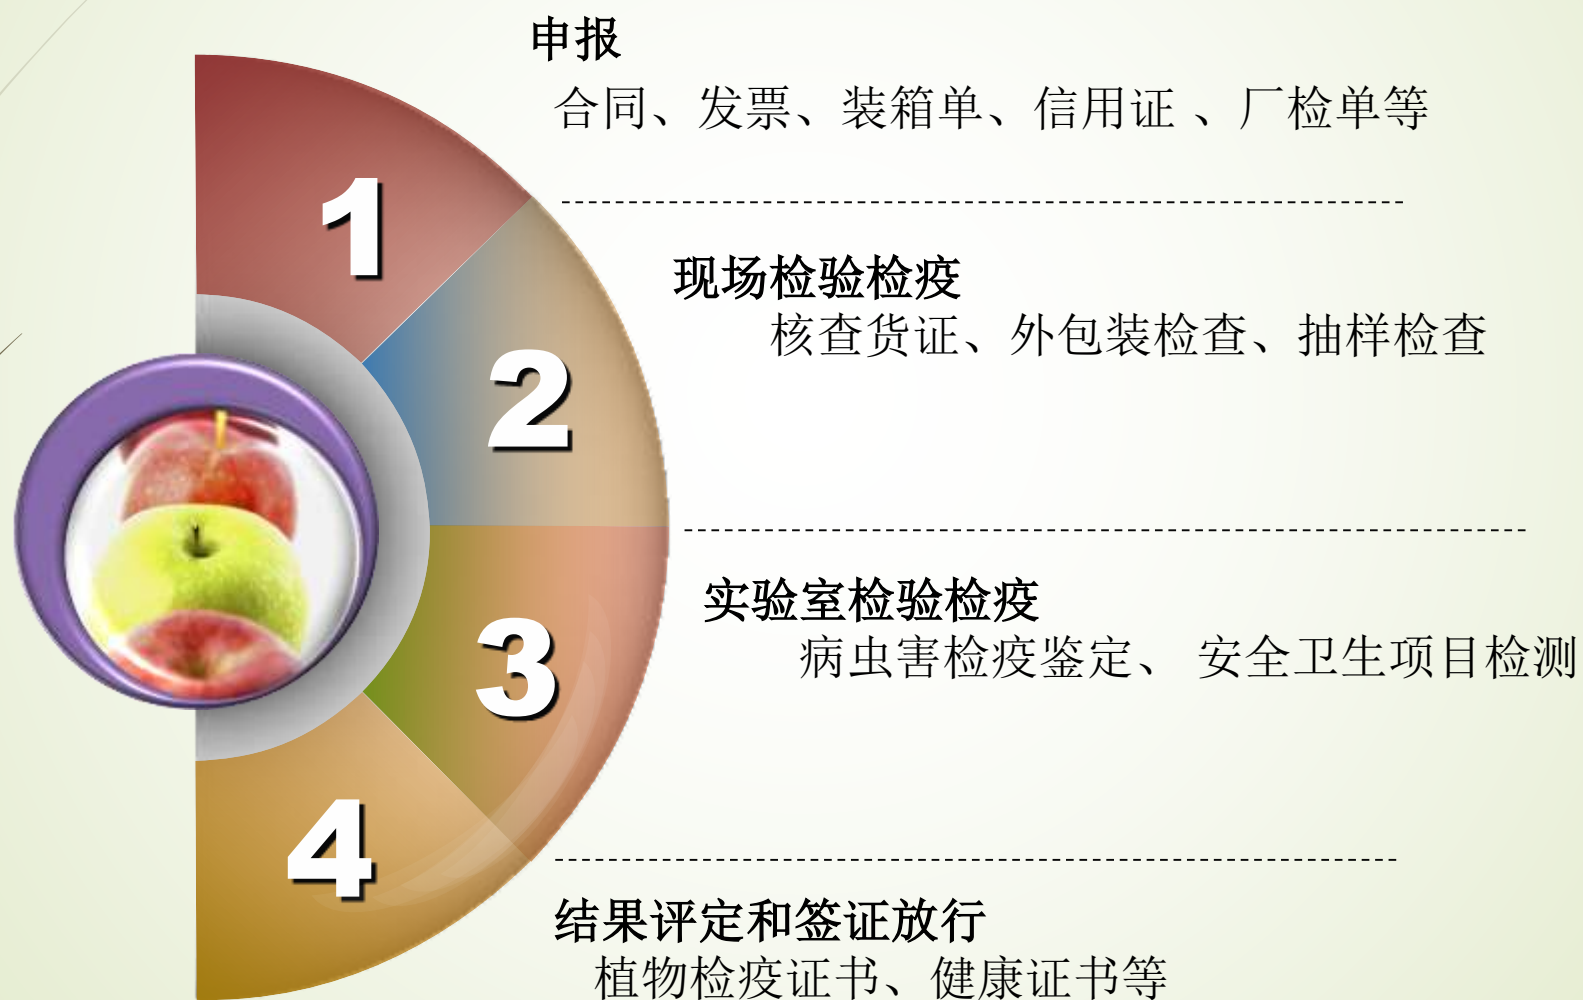 申报
合同、发票、装箱单、信用证 、厂检单等
1
现场检验检疫
核查货证、外包装检查、抽样检查
2
实验室检验检疫
病虫害检疫鉴定、 安全卫生项目检测
3
4
结果评定和签证放行
植物检疫证书、健康证书等